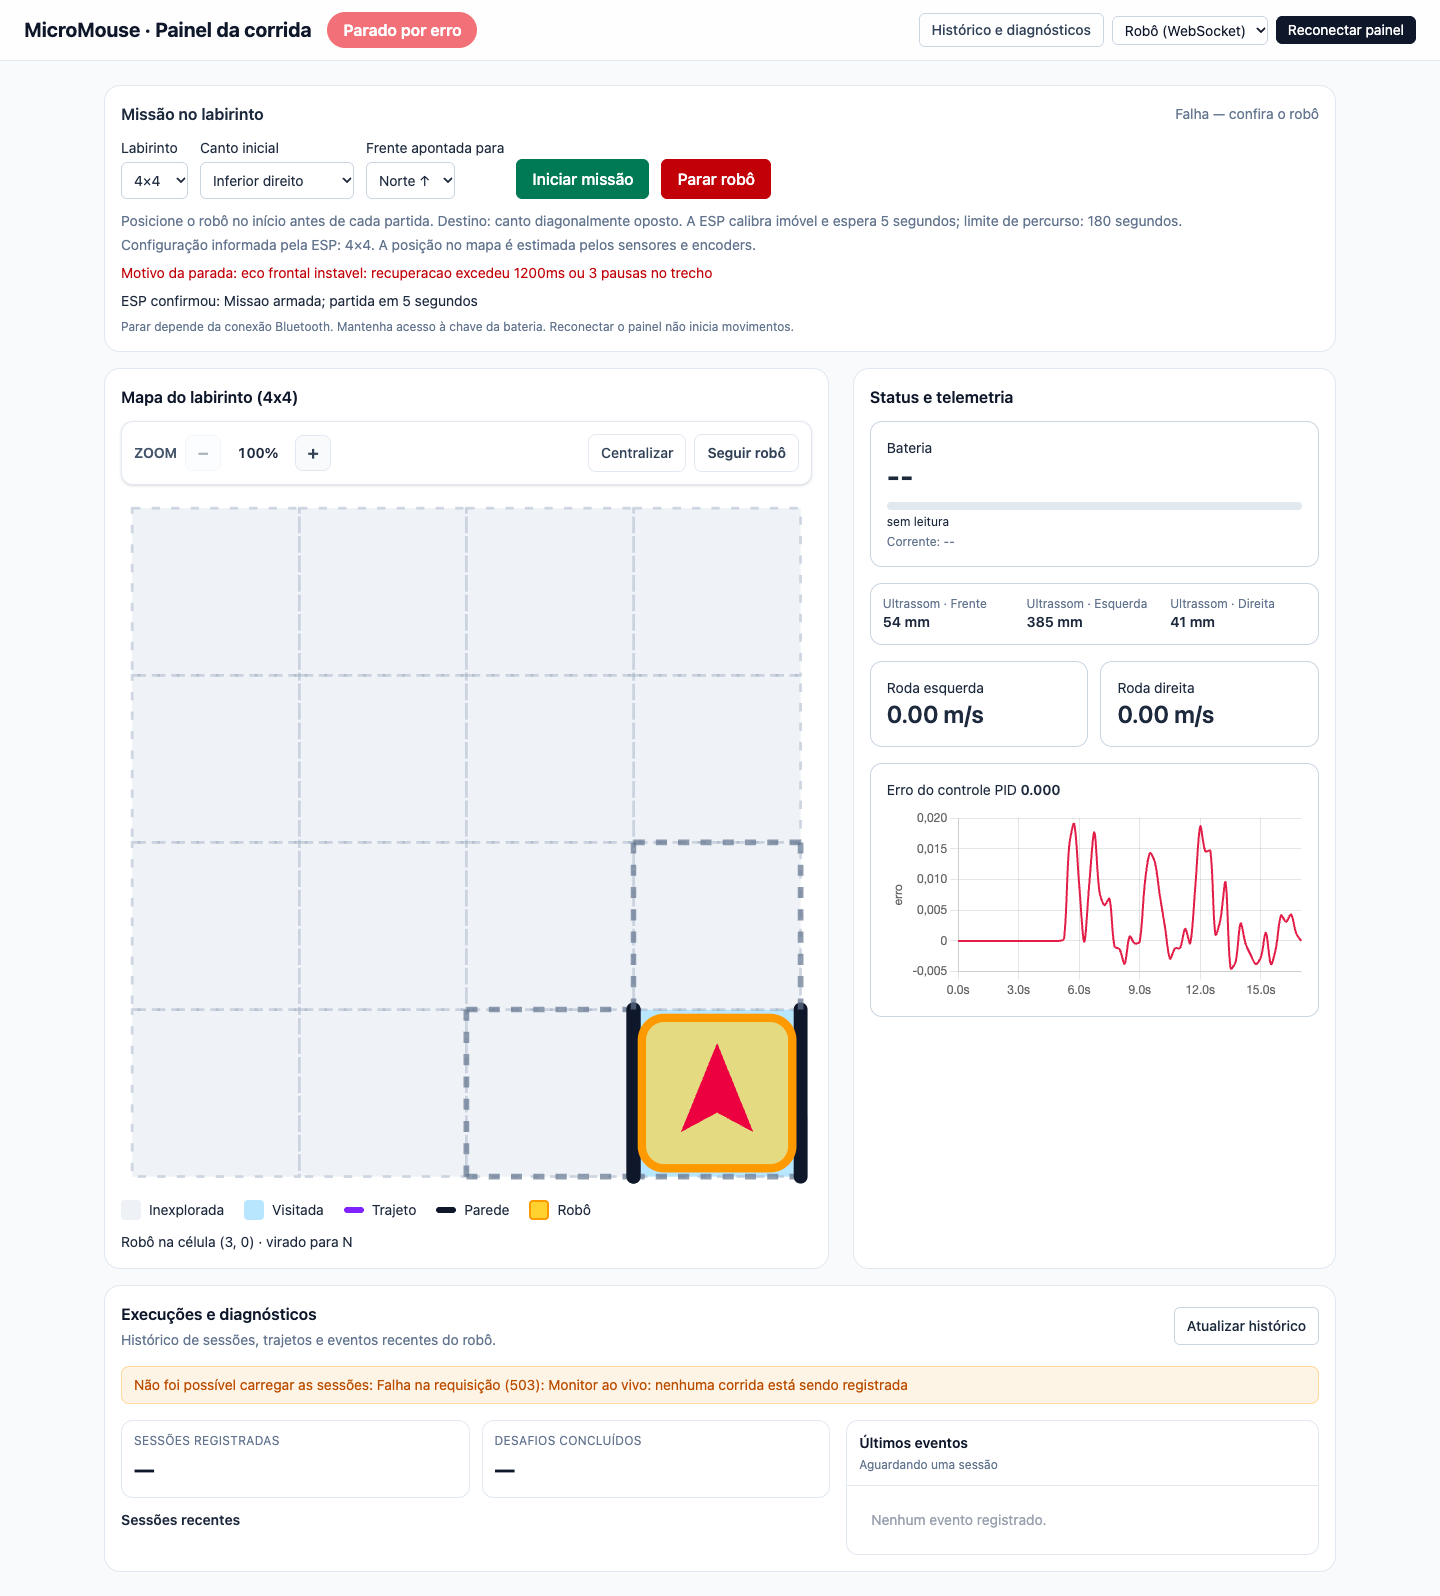 MicroMouse · Painel da corrida
Parado por erro
Histórico e diagnósticos
Robô (WebSocket)
Reconectar painel
Missão no labirinto
Falha — confira o robô
Labirinto
Canto inicial
Frente apontada para
4×4
Inferior direito
Norte ↑
Iniciar missão
Parar robô
Posicione o robô no início antes de cada partida. Destino: canto diagonalmente oposto. A ESP calibra imóvel e espera 5 segundos; limite de percurso: 180 segundos.
Configuração informada pela ESP: 4×4. A posição no mapa é estimada pelos sensores e encoders.
Motivo da parada: eco frontal instavel: recuperacao excedeu 1200ms ou 3 pausas no trecho
ESP confirmou: Missao armada; partida em 5 segundos
Parar depende da conexão Bluetooth. Mantenha acesso à chave da bateria. Reconectar o painel não inicia movimentos.
Mapa do labirinto (4x4)
ZOOM
−
100%
+
Centralizar
Seguir robô
Inexplorada
Visitada
Trajeto
Parede
Robô
Robô na célula (3, 0) · virado para N
Status e telemetria
Bateria
--
sem leitura
Corrente: --
Ultrassom · Frente
54 mm
Ultrassom · Esquerda
385 mm
Ultrassom · Direita
41 mm
Roda esquerda
0.00 m/s
Roda direita
0.00 m/s
Erro do controle PID 0.000
erro
0,020
0,015
0,010
0,005
0
-0,005
0.0s
3.0s
6.0s
9.0s
12.0s
15.0s
Execuções e diagnósticos
Histórico de sessões, trajetos e eventos recentes do robô.
Atualizar histórico
Não foi possível carregar as sessões: Falha na requisição (503): Monitor ao vivo: nenhuma corrida está sendo registrada
SESSÕES REGISTRADAS
—
DESAFIOS CONCLUÍDOS
—
Sessões recentes
Últimos eventos
Aguardando uma sessão
Nenhum evento registrado.